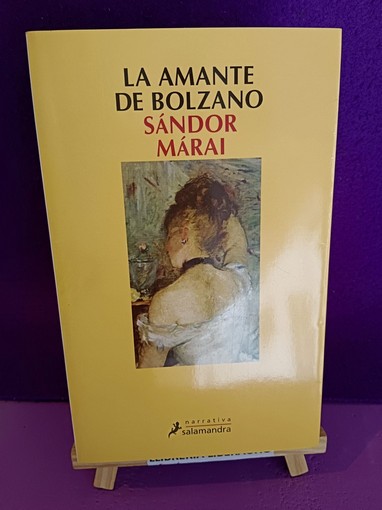 LA AMANTE
DE BOLZANO
SÁNDOR
MÁRAI
narrativa
salamandra